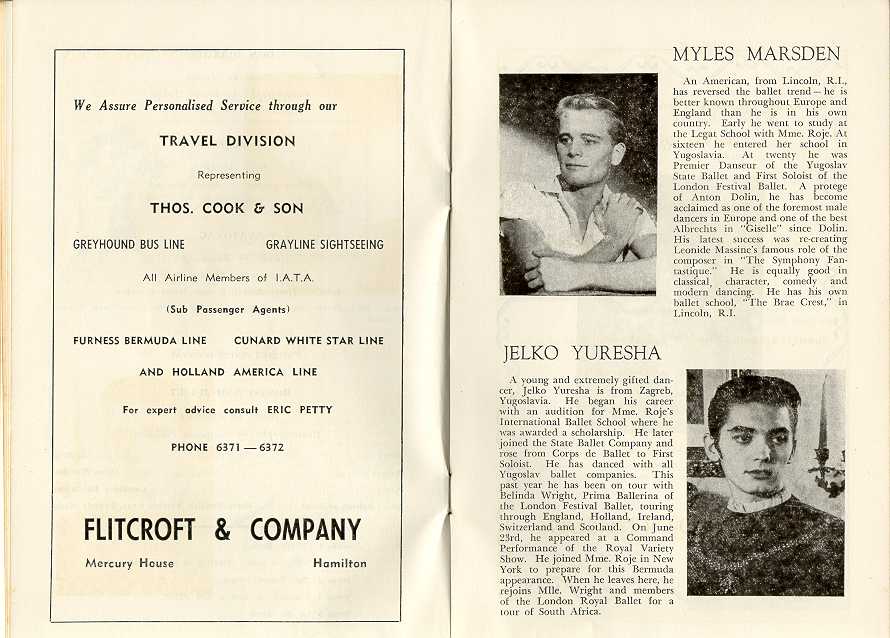 We Assure Personalised Service through our
TRAVEL DIVISION
Representing
THOS. COOK & SON
GREYHOUND BUS LINE GRAYLINE SIGHTSEEING
All Airline Members of I.A.T.A.
(Sub Passenger Agents)
FURNESS BERMUDA LINE CUNARD WHITE STAR LINE
AND HOLLAND AMERICA LINE
For expert advice consult ERIC PETTY
PHONE 6371 — 6372
FLITCROFT & COMPANY
Mercury House Hamilton
MYLES MARSDEN
An American, from Lincoln, R.I.,
has reversed the ballet trend — he is
better known throughout Europe and
England than he is in his own
country. Early he went to study at
the Legat School with Mme. Roje. At
sixteen he entered her school in
Yugoslavia. At twenty he was
Premier Danseur of the Yugoslav
State Ballet and First Soloist of the
London Festival Ballet. A protege
of Anton Dolin, he has become
acclaimed as one of the foremost male
dancers in Europe and one of the best
Albrechts in "Giselle" since Dolin.
His latest success was re-creating
Leonide Massine's famous role of the
composer in "The Symphony Fan-
tastique." He is equally good in
classical, character, comedy and
modern dancing. He has his own
ballet school, "The Brae Crest," in
Lincoln, R.I.
JELKO YURESHA
A young and extremely gifted dan-
cer, Jelko Yuresha is from Zagreb,
Yugoslavia. He began his career
with an audition for Mme. Roje's
International Ballet School where he
was awarded a scholarship. He later
joined the State Ballet Company and
rose from Corps de Ballet to First
Soloist. He has danced with all
Yugoslav ballet companies. This
past year he has been on tour with
Belinda Wright, Prima Ballerina of
the London Festival Ballet, touring
through England, Holland, Ireland,
Switzerland and Scotland. On June
23rd, he appeared at a Command
Performance of the Royal Variety
Show. He joined Mme. Roje in New
York to prepare for this Bermuda
appearance. When he leaves here, he
rejoins Mlle. Wright and members
of the London Royal Ballet for a
tour of South Africa.